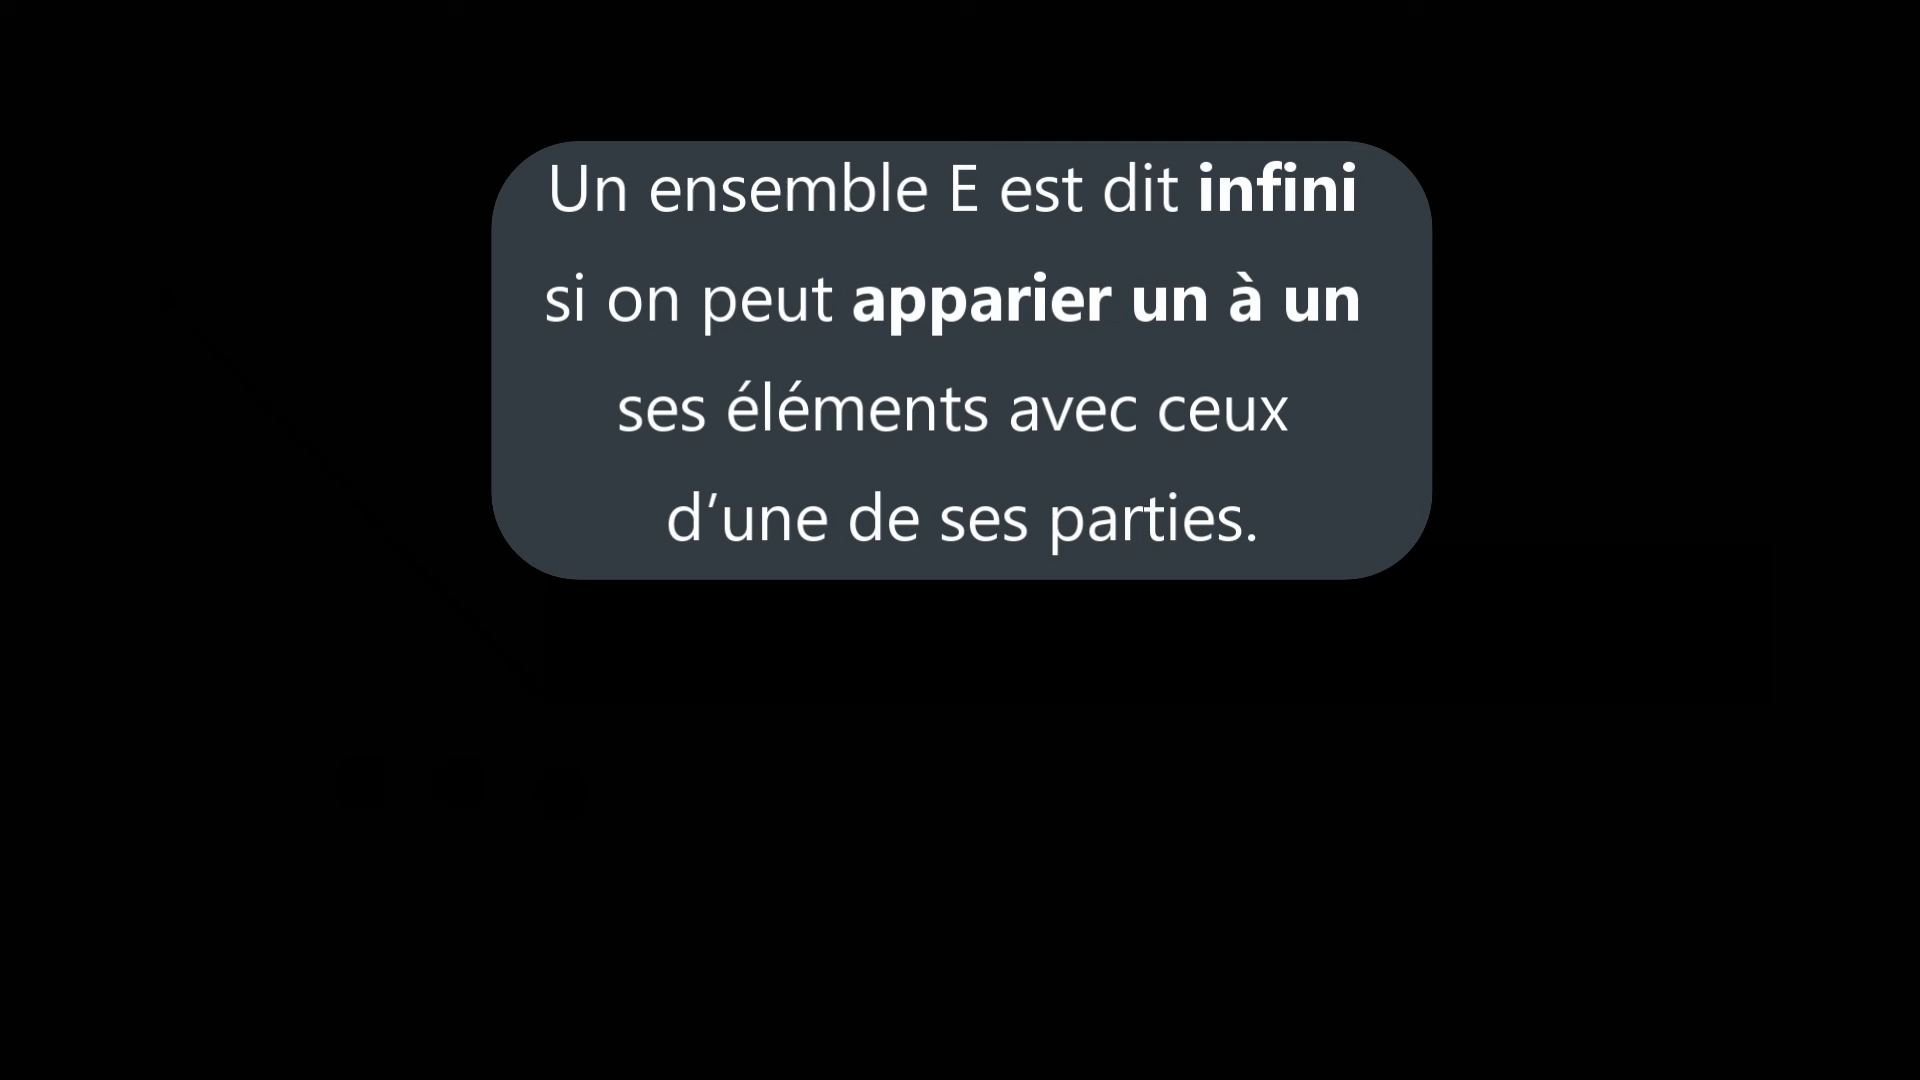 Un ensemble E est dit infini
si on peut apparier un à un
ses éléments avec ceux
d’une de ses parties.